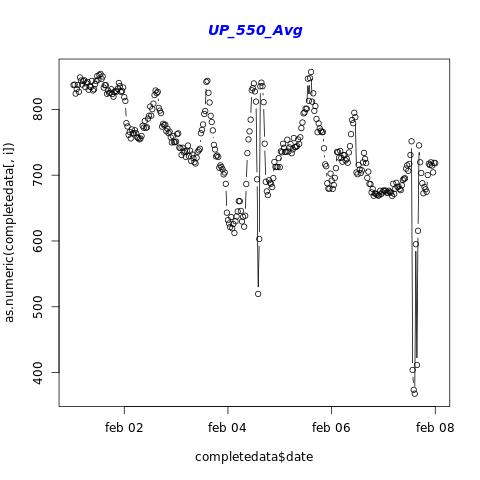 UP_550_Avg
as.numeric(completedata[, i])
800
700
600
500
400
feb 02
feb 04
feb 06
feb 08
completedata$date